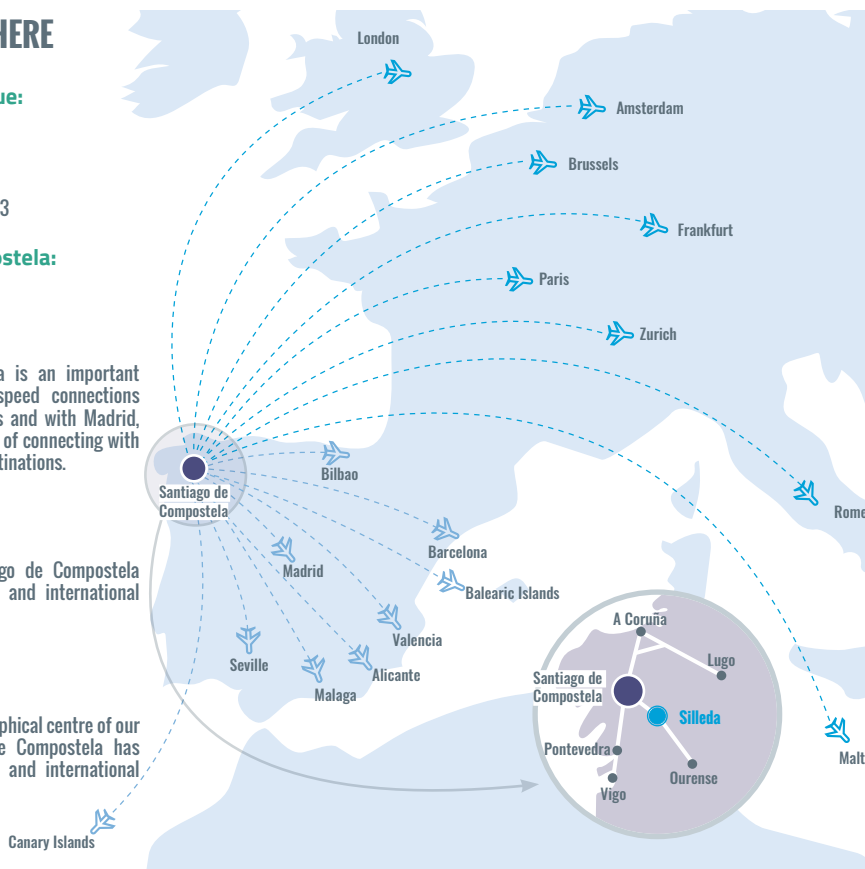 HERE
ue:
3
ostela:
a is an important
speed connections
s and with Madrid,
of connecting with
tinations.
go de Compostela
and international
phical centre of our
e Compostela has
and international
London
Amsterdam
Brussels
Frankfurt
Paris
Zurich
Rome
Malt
Bilbao
Santiago de
Compostela
Barcelona
Madrid
Balearic Islands
Valencia
Seville
Alicante
Malaga
Canary Islands
A Coruña
Lugo
Santiago de
Compostela
Silleda
Pontevedra
Ourense
Vigo